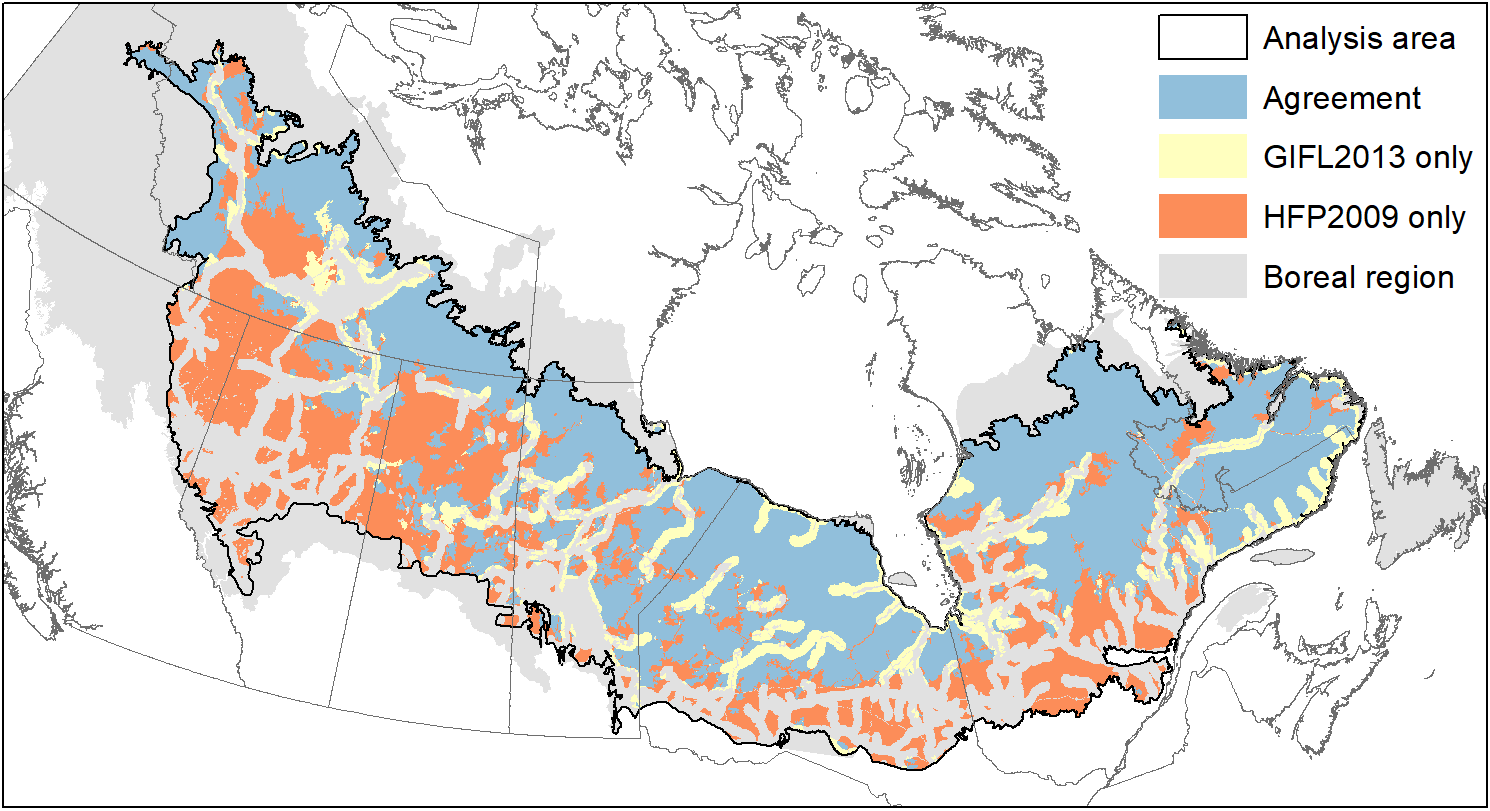 Analysis area
Agreement
GIFL2013 only
HFP2009 only
Boreal region